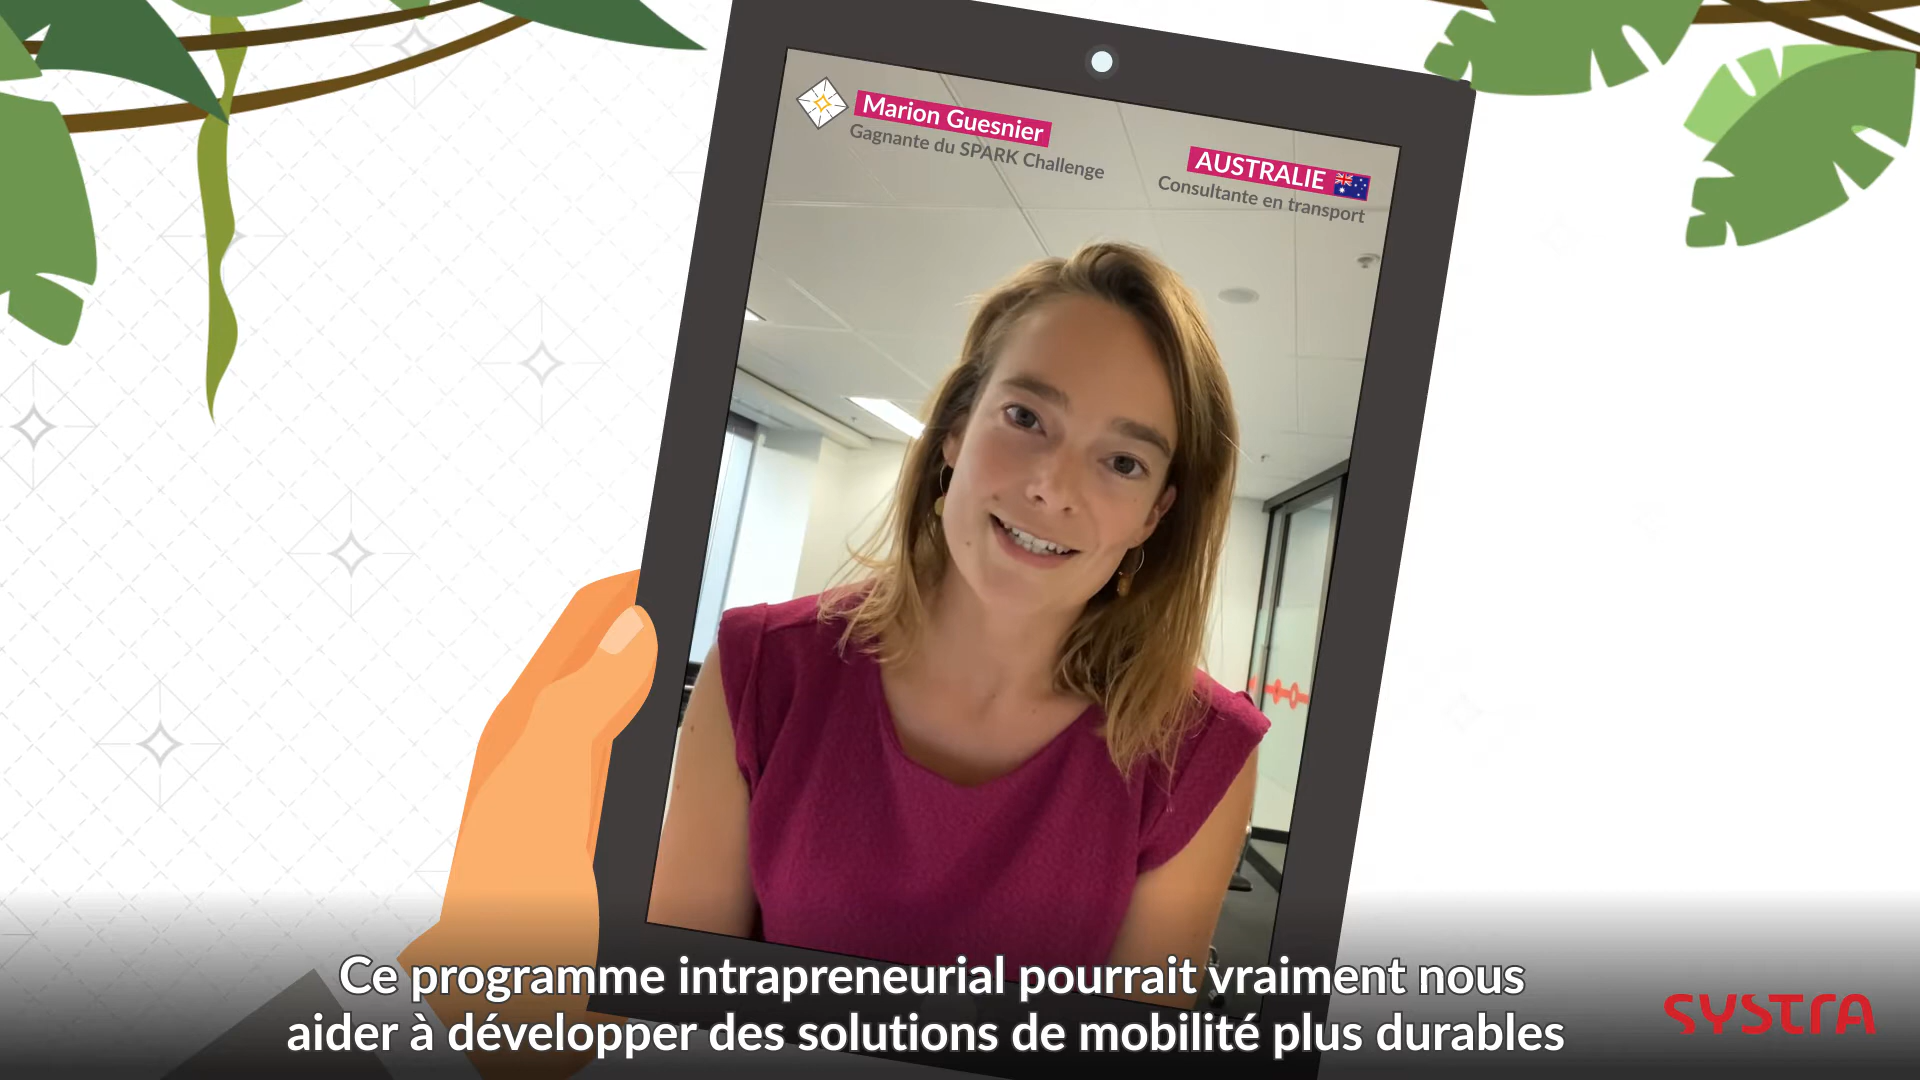 Marion Guesnier
Gagnante du SPARK Challenge
AUSTRALIE
Consultante en transport
Ce programme intrapreneurial pourrait vraiment nous
aider à développer des solutions de mobilité plus durables
SYSTRA